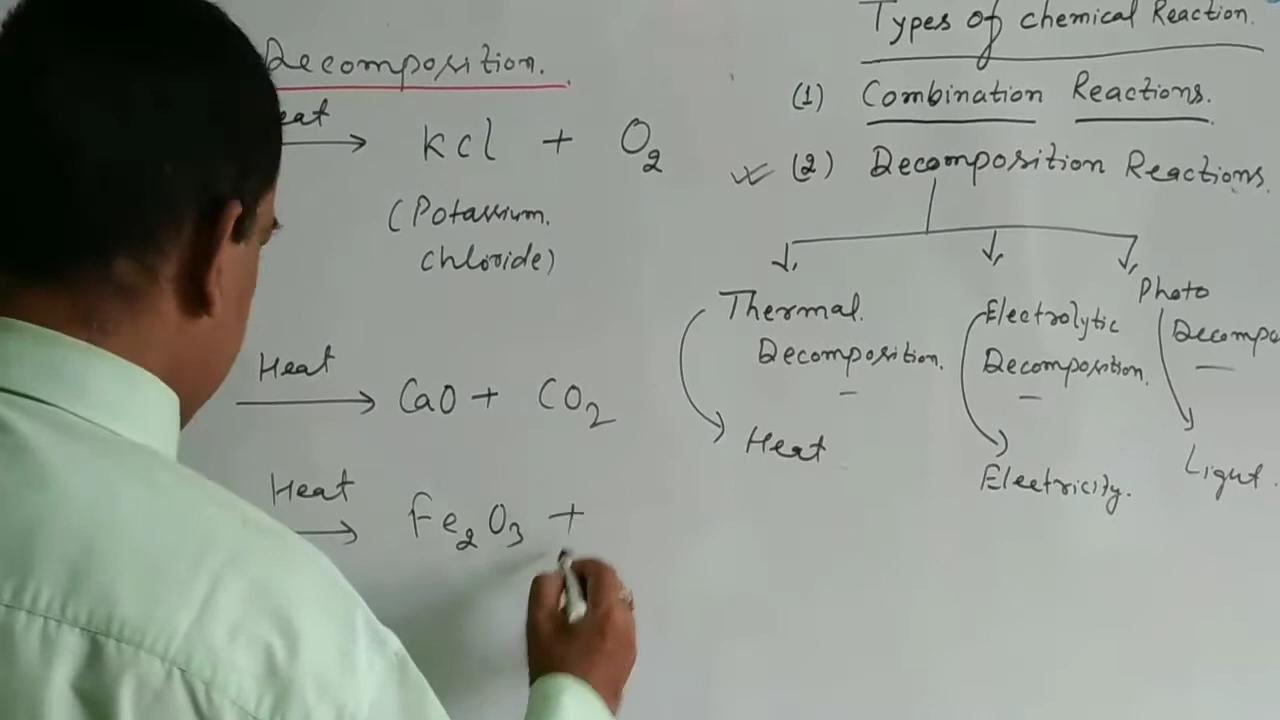 Decomposition.
eat
kcl + O2
(Potassium.
chloride)
Heat
CaO + CO2
Heat
Fe2O3 +
Types of chemical Reaction.
(1) Combination Reactions.
(2) Decomposition Reactions.
Thermal.
Decomposition.
Heat
Electrolytic
Decomposition.
Electricity.
Photo
Decompo
Light.